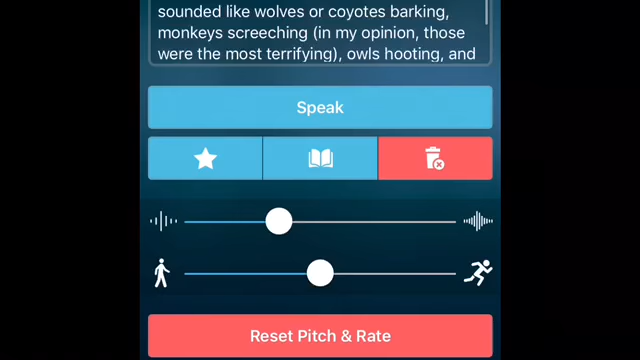 sounded like wolves or coyotes barking,
monkeys screeching (in my opinion, those
were the most terrifying), owls hooting, and
Speak
Reset Pitch & Rate